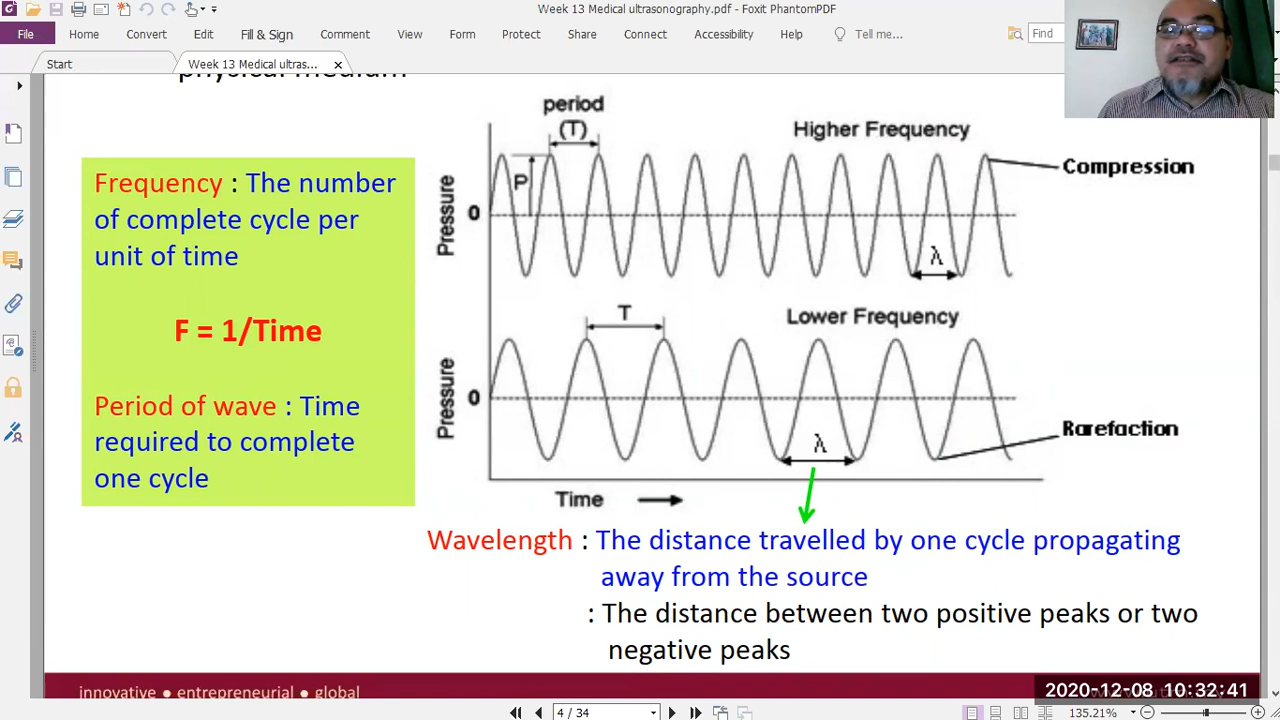 Week 13 Medical ultrasonography.pdf - Foxit PhantomPDF
File Home Convert Edit Fill & Sign Comment View Form Protect Share Connect Accessibility Help Tell me... Find
Start Week 13 Medical ultras... ×
physical medium.
period
(T)
Higher Frequency
Compression
P
Pressure
0
λ
Frequency : The number
of complete cycle per
unit of time
F = 1/Time
Period of wave : Time
required to complete
one cycle
T
Lower Frequency
Pressure
0
λ
Rarefaction
Time
Wavelength : The distance travelled by one cycle propagating
away from the source
: The distance between two positive peaks or two
negative peaks
innovative ● entrepreneurial ● global
2020-12-08 10:32:41
4 / 34
135.21%